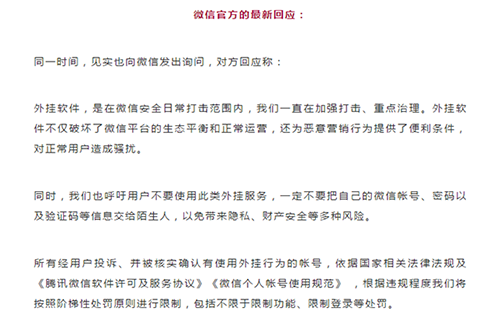 微信官方的最新回应：
同一时间，见实也向微信发出询问，对方回应称：
外挂软件，是在微信安全日常打击范围内，我们一直在加强打击、重点治理。外挂软
件不仅破坏了微信平台的生态平衡和正常运营，还为恶意营销行为提供了便利条件，
对正常用户造成骚扰。
同时，我们也呼吁用户不要使用此类外挂服务，一定不要把自己的微信帐号、密码以
及验证码等信息交给陌生人，以免带来隐私、财产安全等多种风险。
所有经用户投诉、并被核实确认有使用外挂行为的帐号，依据国家相关法律法规及
《腾讯微信软件许可及服务协议》《微信个人帐号使用规范》，根据违规程度我们将
按照阶梯性处罚原则进行限制，包括不限于限制功能、限制登录等处罚。